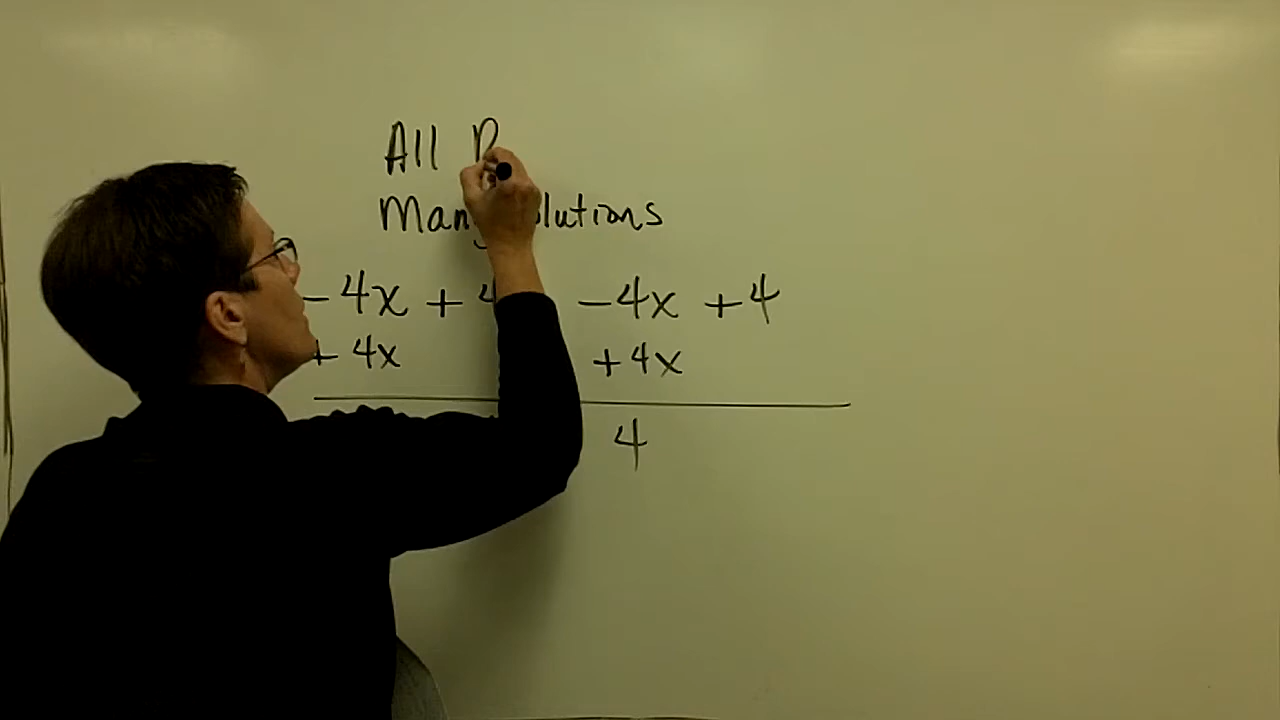 All R
Many Solutions
- 4x + 4 - 4x + 4
+ 4x + 4x
4